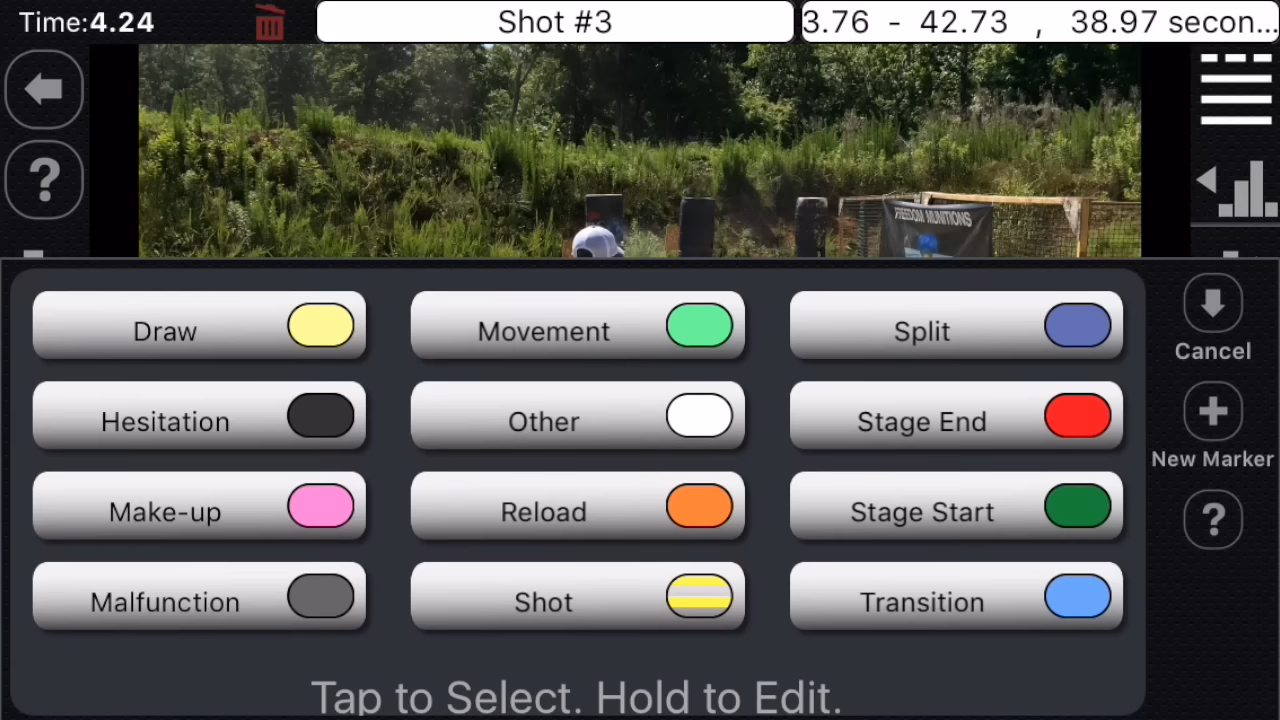 Time:4.24
Shot #3
3.76 - 42.73 , 38.97 secon...
?
FREEDOM MUNITIONS
Draw
Movement
Split
Cancel
Hesitation
Other
Stage End
New Marker
Make-up
Reload
Stage Start
?
Malfunction
Shot
Transition
Tap to Select. Hold to Edit.